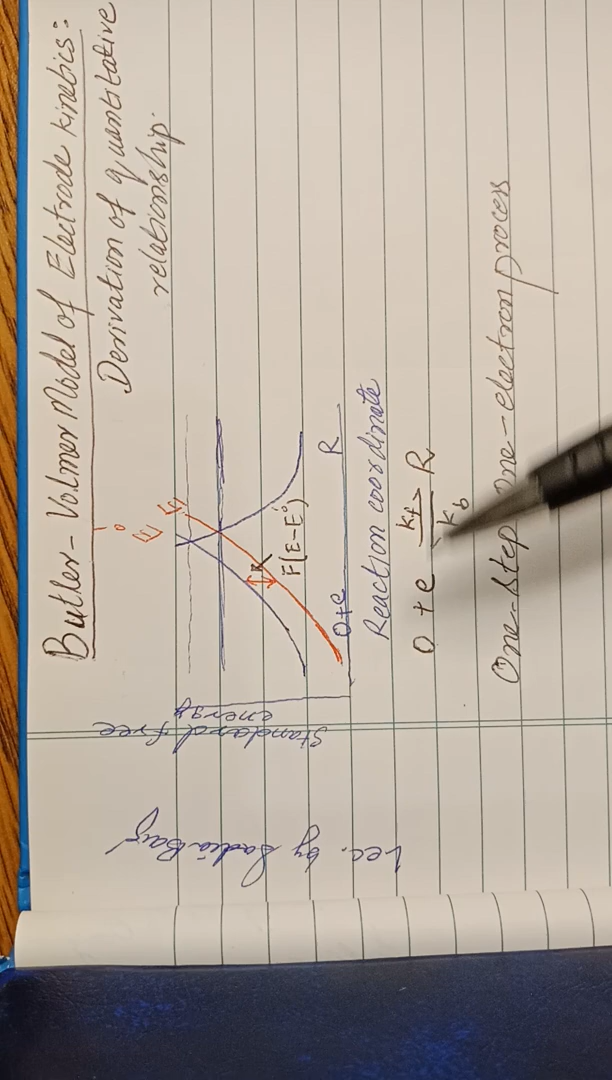 Butler-Volmer Model of Electrode kinetics:
Derivation of quantitative
relationship.
Standard free
energy
F(E-E°')
O+e R
Reaction coordinate
O + e kf kb R
One-Step, One-electron process
Lec. by Sadia Baig